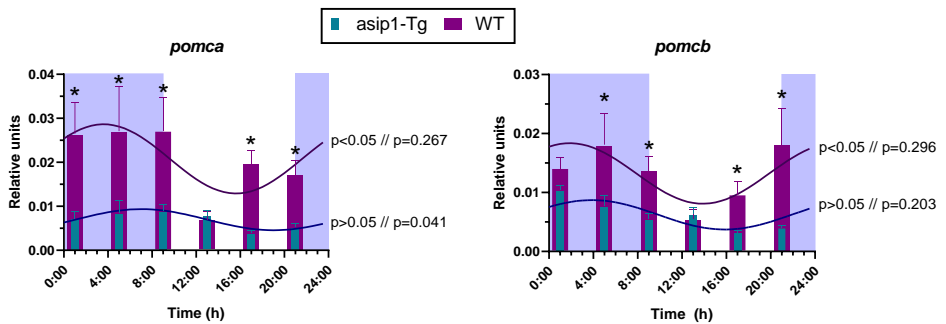 asip1-Tg WT
pomca
Relative units
0.04
0.03
0.02
0.01
0.00
* * * * *
p<0.05 // p=0.267
p>0.05 // p=0.041
0:00 4:00 8:00 12:00 16:00 20:00 24:00
Time (h)
pomcb
Relative units
0.03
0.02
0.01
0.00
* * * *
p<0.05 // p=0.296
p>0.05 // p=0.203
0:00 4:00 8:00 12:00 16:00 20:00 24:00
Time (h)